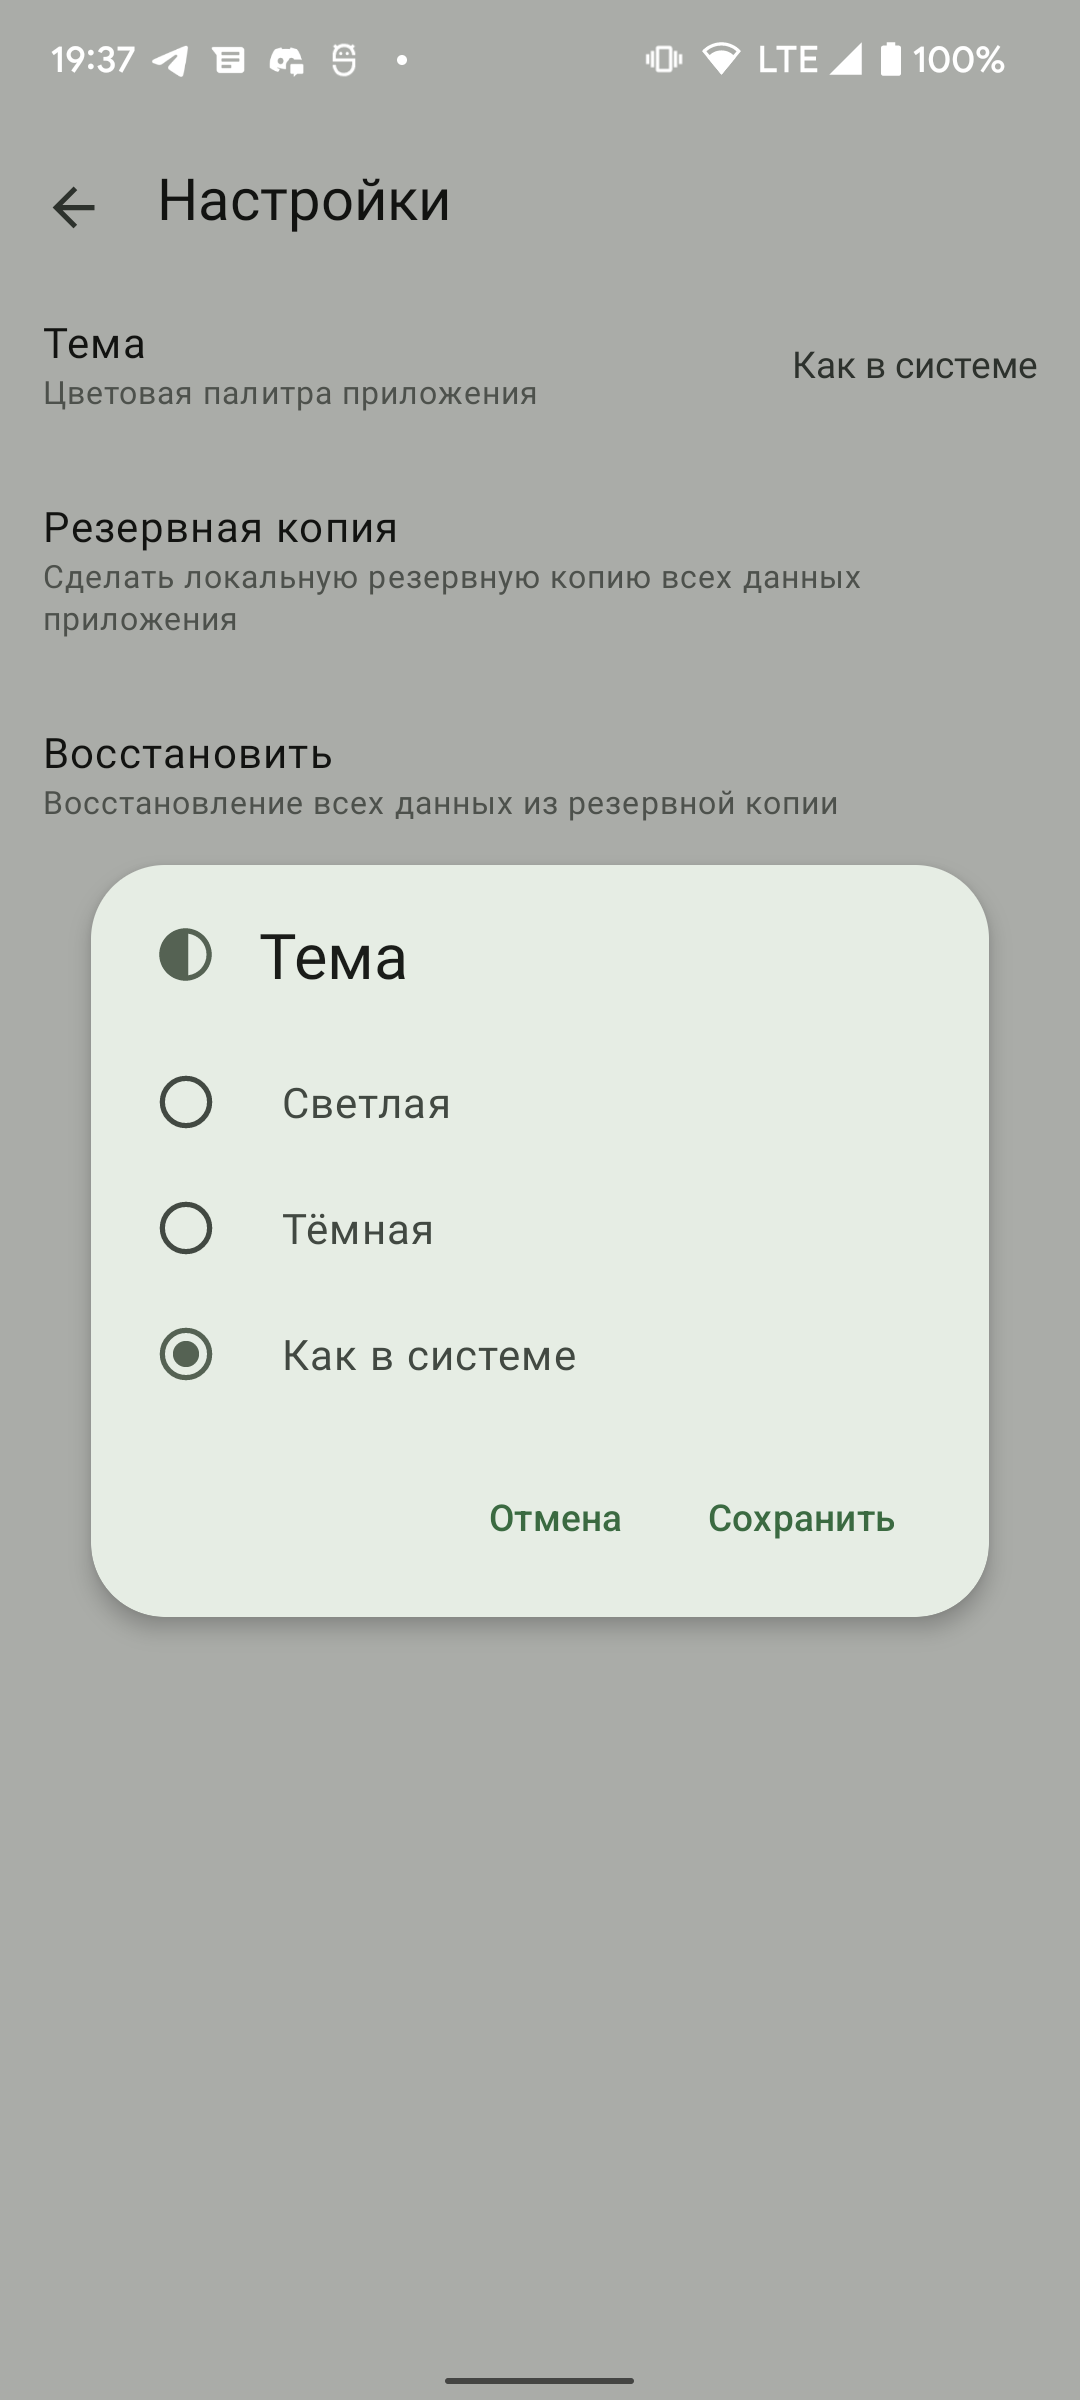 19:37 LTE 100%
Настройки
Тема
Цветовая палитра приложения
Как в системе
Резервная копия
Сделать локальную резервную копию всех данных
приложения
Восстановить
Восстановление всех данных из резервной копии
Тема
Светлая
Тёмная
Как в системе
Отмена Сохранить